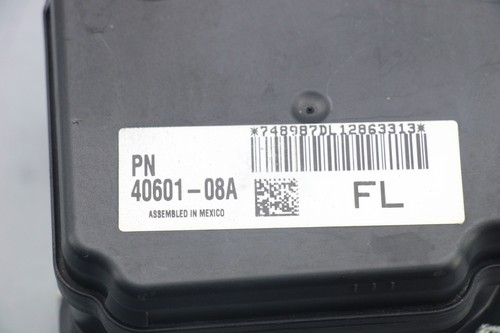 *748987DL12863313*
PN
40601-08A
FL
ASSEMBLED IN MEXICO